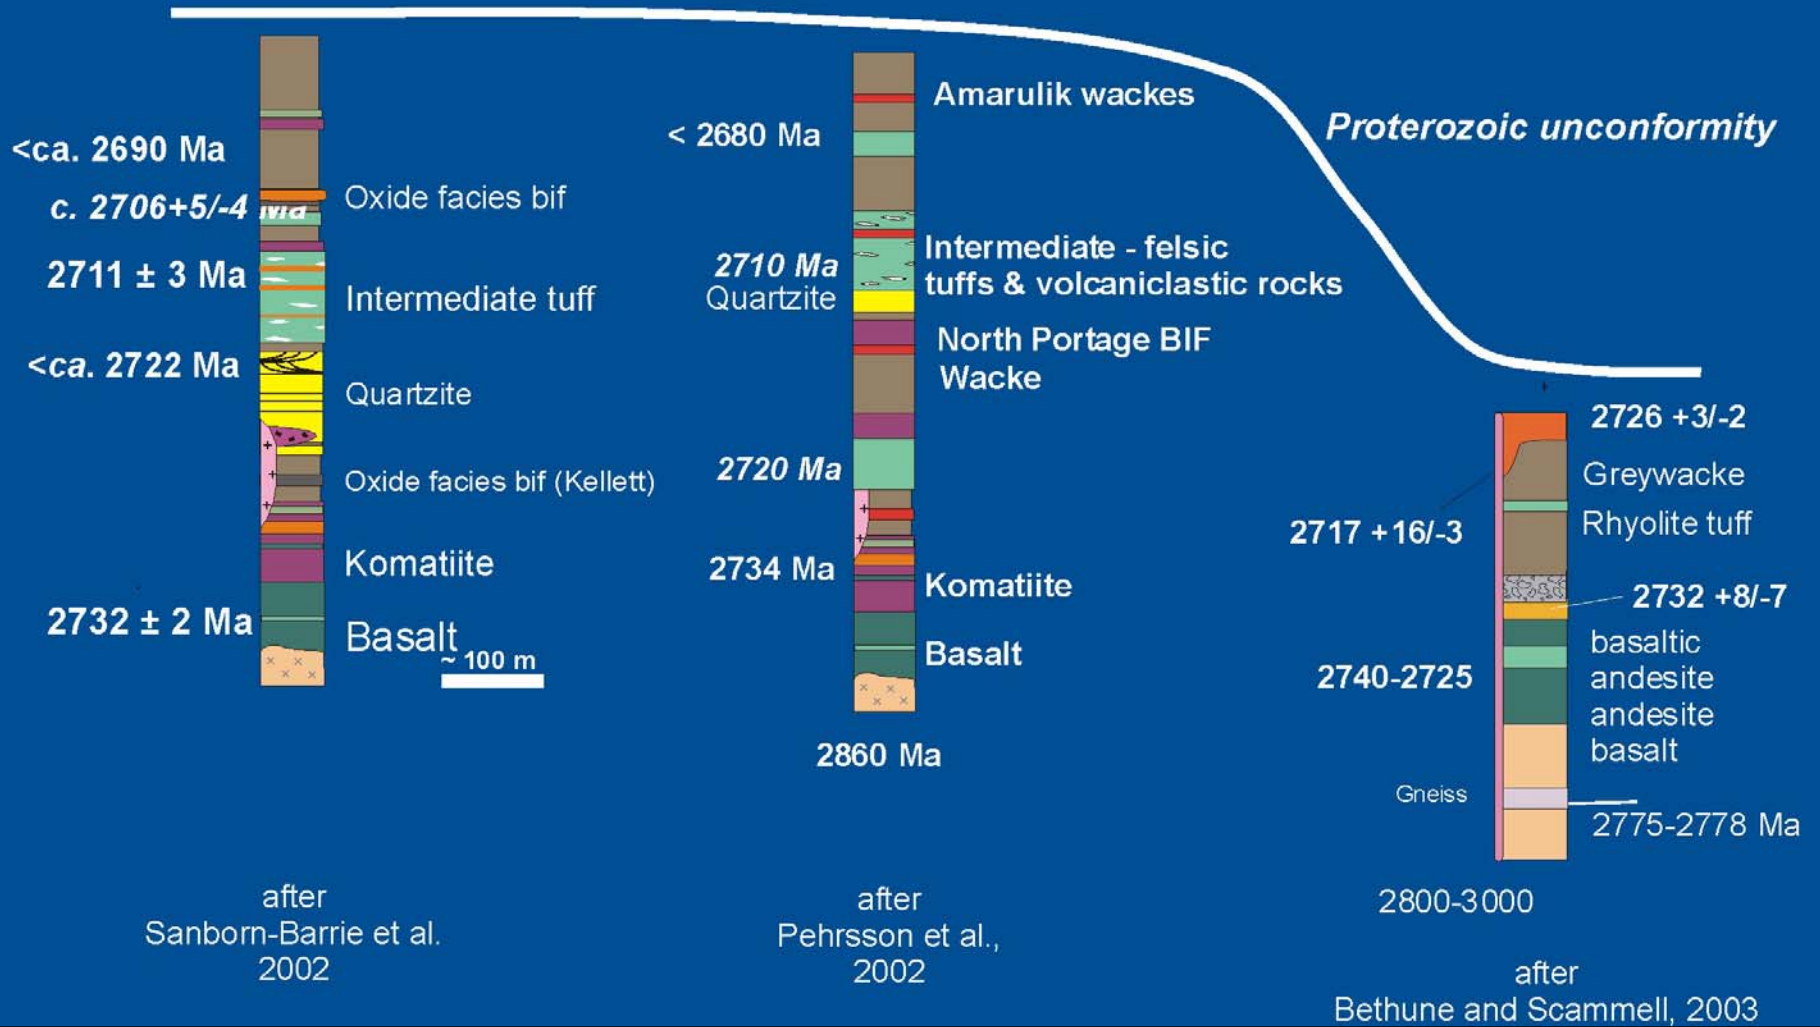 Proterozoic unconformity
<ca. 2690 Ma
c. 2706+5/-4 Ma
Oxide facies bif
2711 ± 3 Ma
Intermediate tuff
<ca. 2722 Ma
Quartzite
Oxide facies bif (Kellett)
Komatiite
2732 ± 2 Ma
Basalt
~ 100 m
after
Sanborn-Barrie et al.
2002
Amarulik wackes
< 2680 Ma
Intermediate - felsic
tuffs & volcaniclastic rocks
2710 Ma
Quartzite
North Portage BIF
Wacke
2720 Ma
2734 Ma
Komatiite
Basalt
2860 Ma
after
Pehrsson et al.,
2002
2726 +3/-2
Greywacke
2717 +16/-3
Rhyolite tuff
2732 +8/-7
2740-2725
basaltic
andesite
andesite
basalt
Gneiss
2775-2778 Ma
2800-3000
after
Bethune and Scammell, 2003